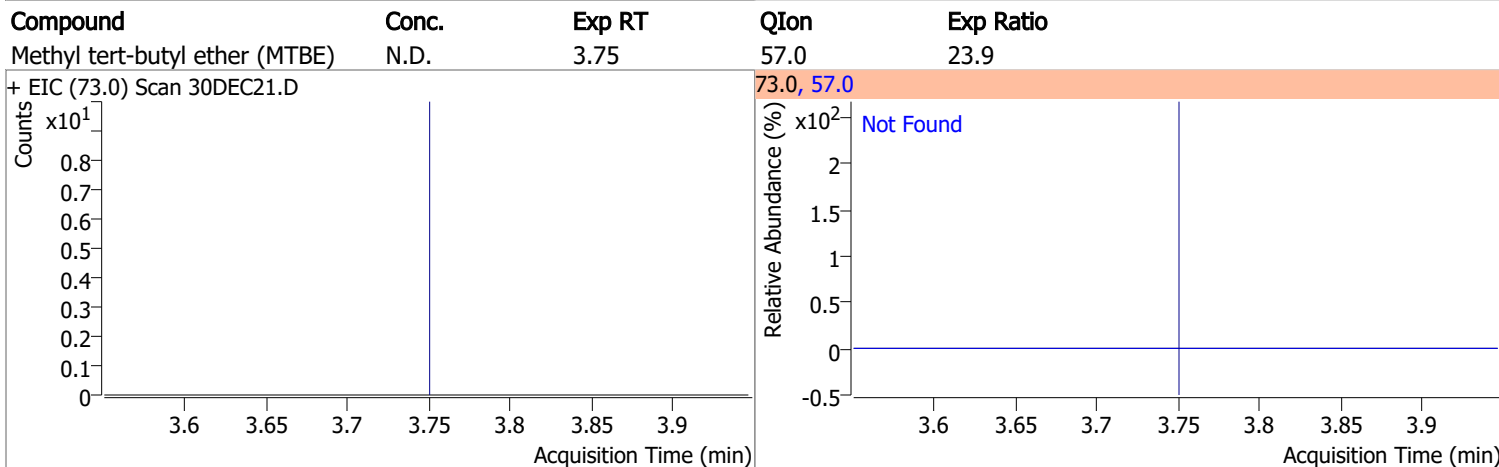 Compound Conc. Exp RT QIon Exp Ratio
Methyl tert-butyl ether (MTBE) N.D. 3.75 57.0 23.9
+ EIC (73.0) Scan 30DEC21.D
Counts
x10¹
0.8
0.7
0.6
0.5
0.4
0.3
0.2
0.1
0
3.6 3.65 3.7 3.75 3.8 3.85 3.9
Acquisition Time (min)
73.0, 57.0
Relative Abundance (%)
x10²
Not Found
2
1.5
1
0.5
0
-0.5
3.6 3.65 3.7 3.75 3.8 3.85 3.9
Acquisition Time (min)